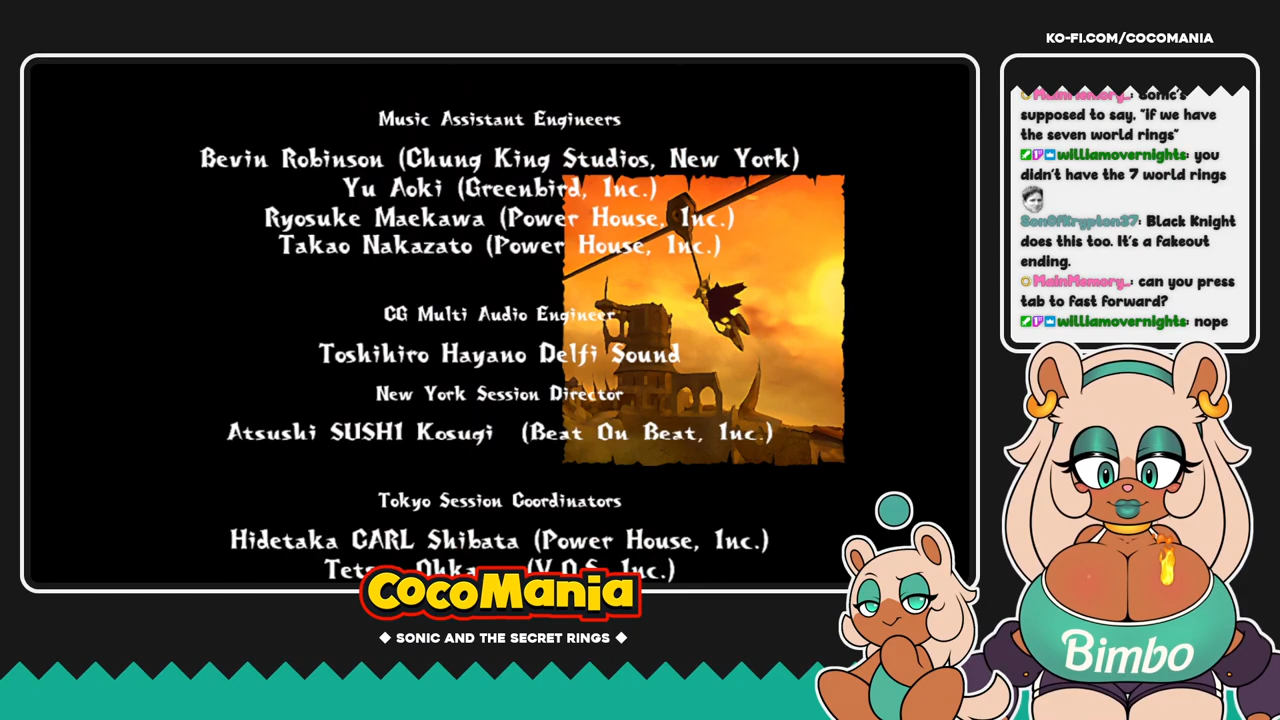 KO-FI.COM/COCOMANIA
Music Assistant Engineers
Bevin Robinson (Chung King Studios, New York)
Yu Aoki (Greenbird, Inc.)
Ryosuke Maekawa (Power House, Inc.)
Takao Nakazato (Power House, Inc.)
CG Multi Audio Engineer
Toshihiro Hayano Delfi Sound
New York Session Director
Atsushi SUSHI Kosugi (Beat On Beat, Inc.)
Tokyo Session Coordinators
Hidetaka CARL Shibata (Power House, Inc.)
(V.O.S. Inc.)
CocoMania
◆ SONIC AND THE SECRET RINGS ◆
MainMemory_: Sonic's
supposed to say, "If we have
the seven world rings"
williamovernights: you
didn't have the 7 world rings
SonOfKrypton37: Black Knight
does this too. It's a fakeout
ending.
MainMemory_: can you press
tab to fast forward?
williamovernights: nope
Bimbo